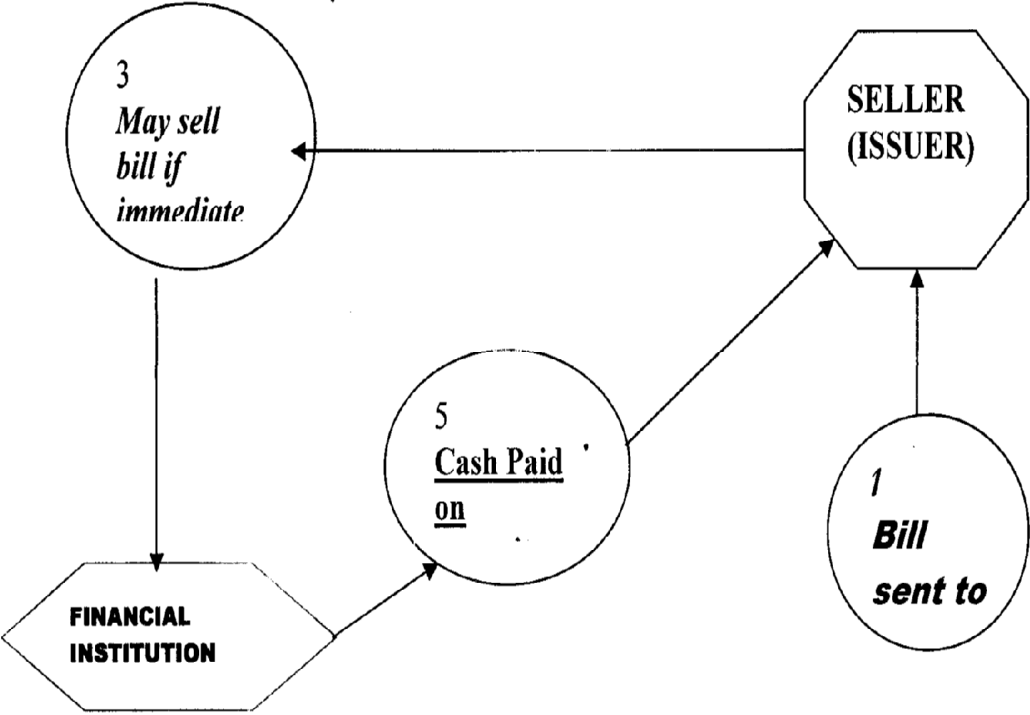 3
May sell
bill if
immediate
SELLER
(ISSUER)
5
Cash Paid
on
1
Bill
sent to
FINANCIAL
INSTITUTION